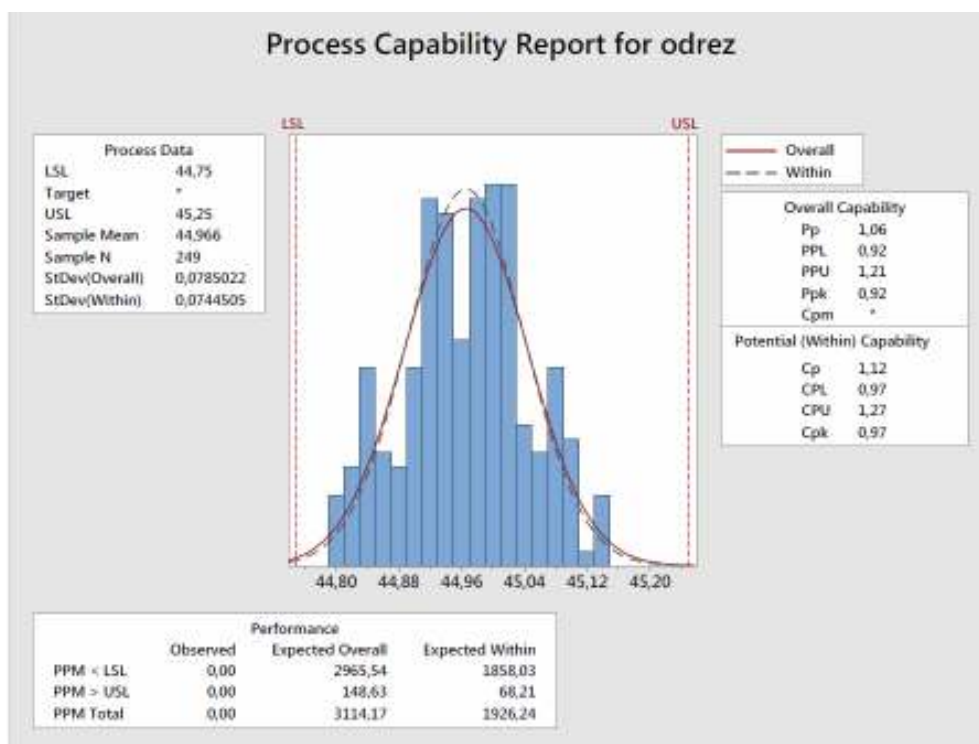 Process Capability Report for odrez
LSL
USL
Process Data
LSL 44,75
Target *
USL 45,25
Sample Mean 44,966
Sample N 249
StDev(Overall) 0,0785022
StDev(Within) 0,0744505
Overall
Within
Overall Capability
Pp 1,06
PPL 0,92
PPU 1,21
Ppk 0,92
Cpm *
Potential (Within) Capability
Cp 1,12
CPL 0,97
CPU 1,27
Cpk 0,97
44,80 44,88 44,96 45,04 45,12 45,20
Performance
Observed Expected Overall Expected Within
PPM < LSL 0,00 2965,54 1858,03
PPM > USL 0,00 148,63 68,21
PPM Total 0,00 3114,17 1926,24